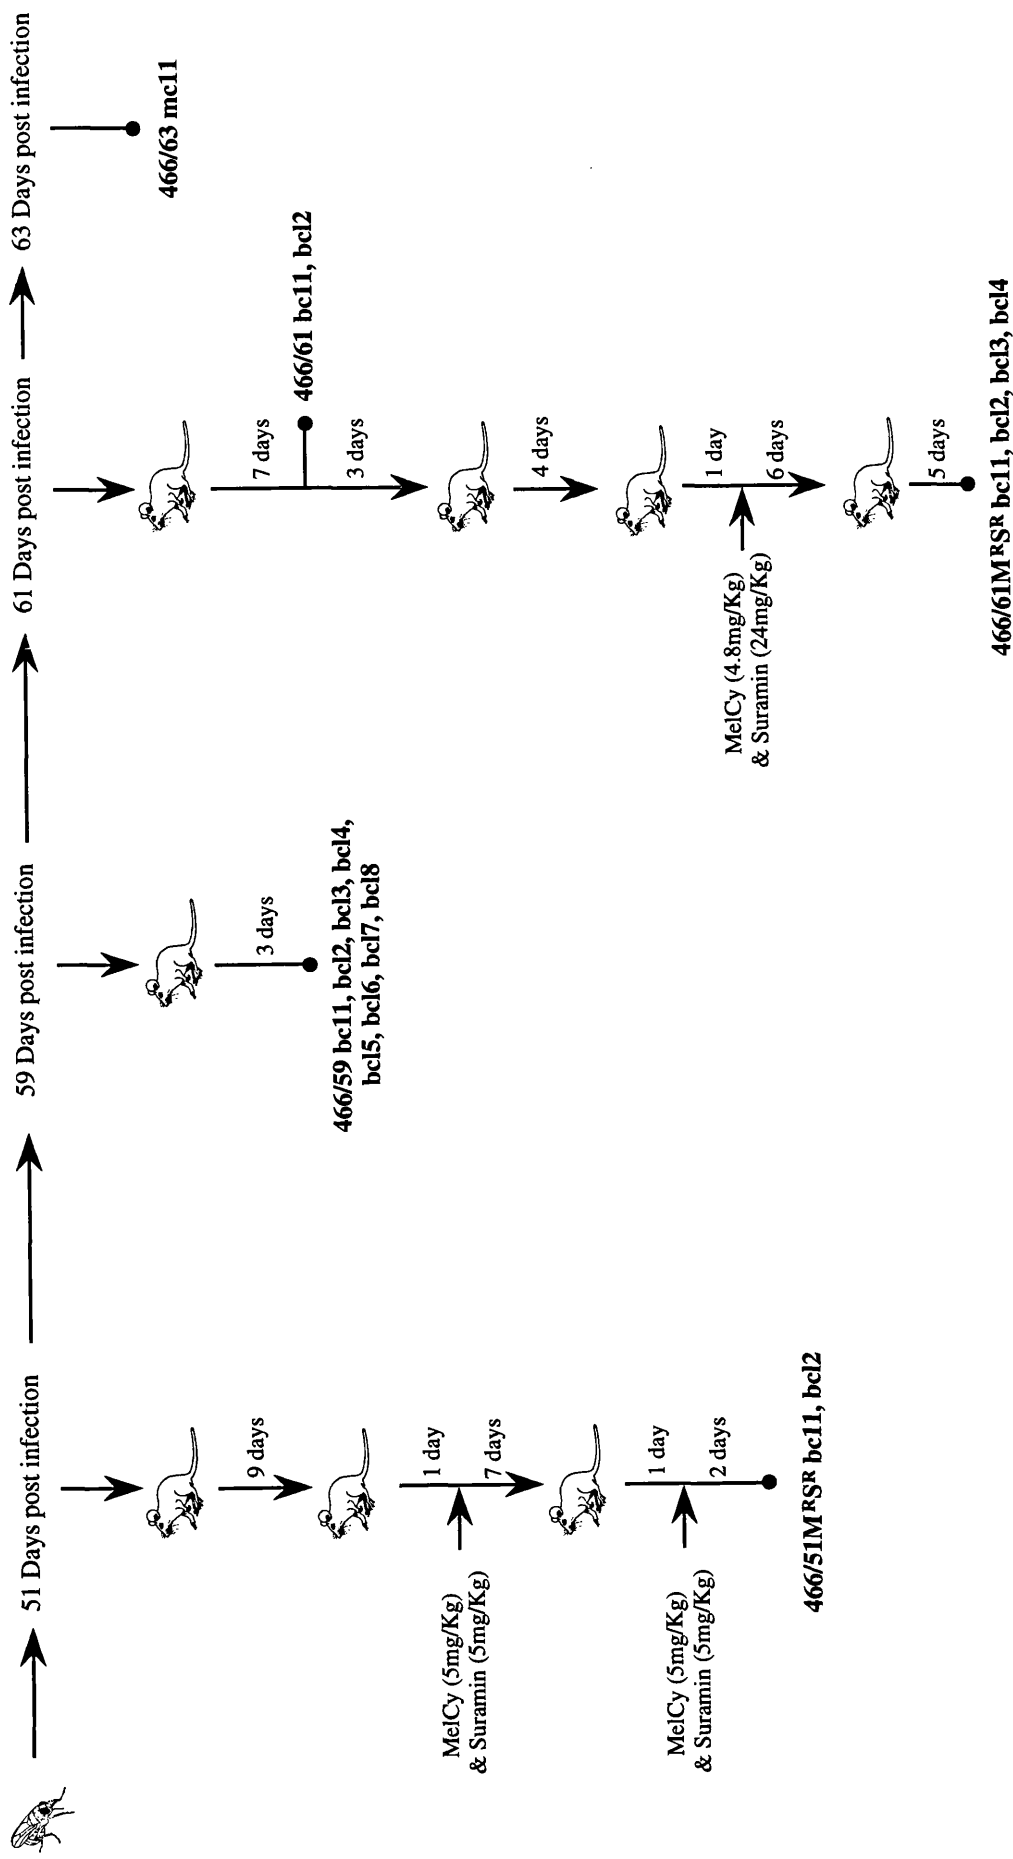 51 Days post infection
59 Days post infection
61 Days post infection
63 Days post infection
9 days
1 day
7 days
MelCy (5mg/Kg)
& Suramin (5mg/Kg)
1 day
2 days
MelCy (5mg/Kg)
& Suramin (5mg/Kg)
466/51MᴿSᴿ bcl1, bcl2
3 days
466/59 bcl1, bcl2, bcl3, bcl4,
bcl5, bcl6, bcl7, bcl8
7 days
466/61 bcl1, bcl2
3 days
4 days
1 day
6 days
MelCy (4.8mg/Kg)
& Suramin (24mg/Kg)
5 days
466/61MᴿSᴿ bcl1, bcl2, bcl3, bcl4
466/63 mcl1